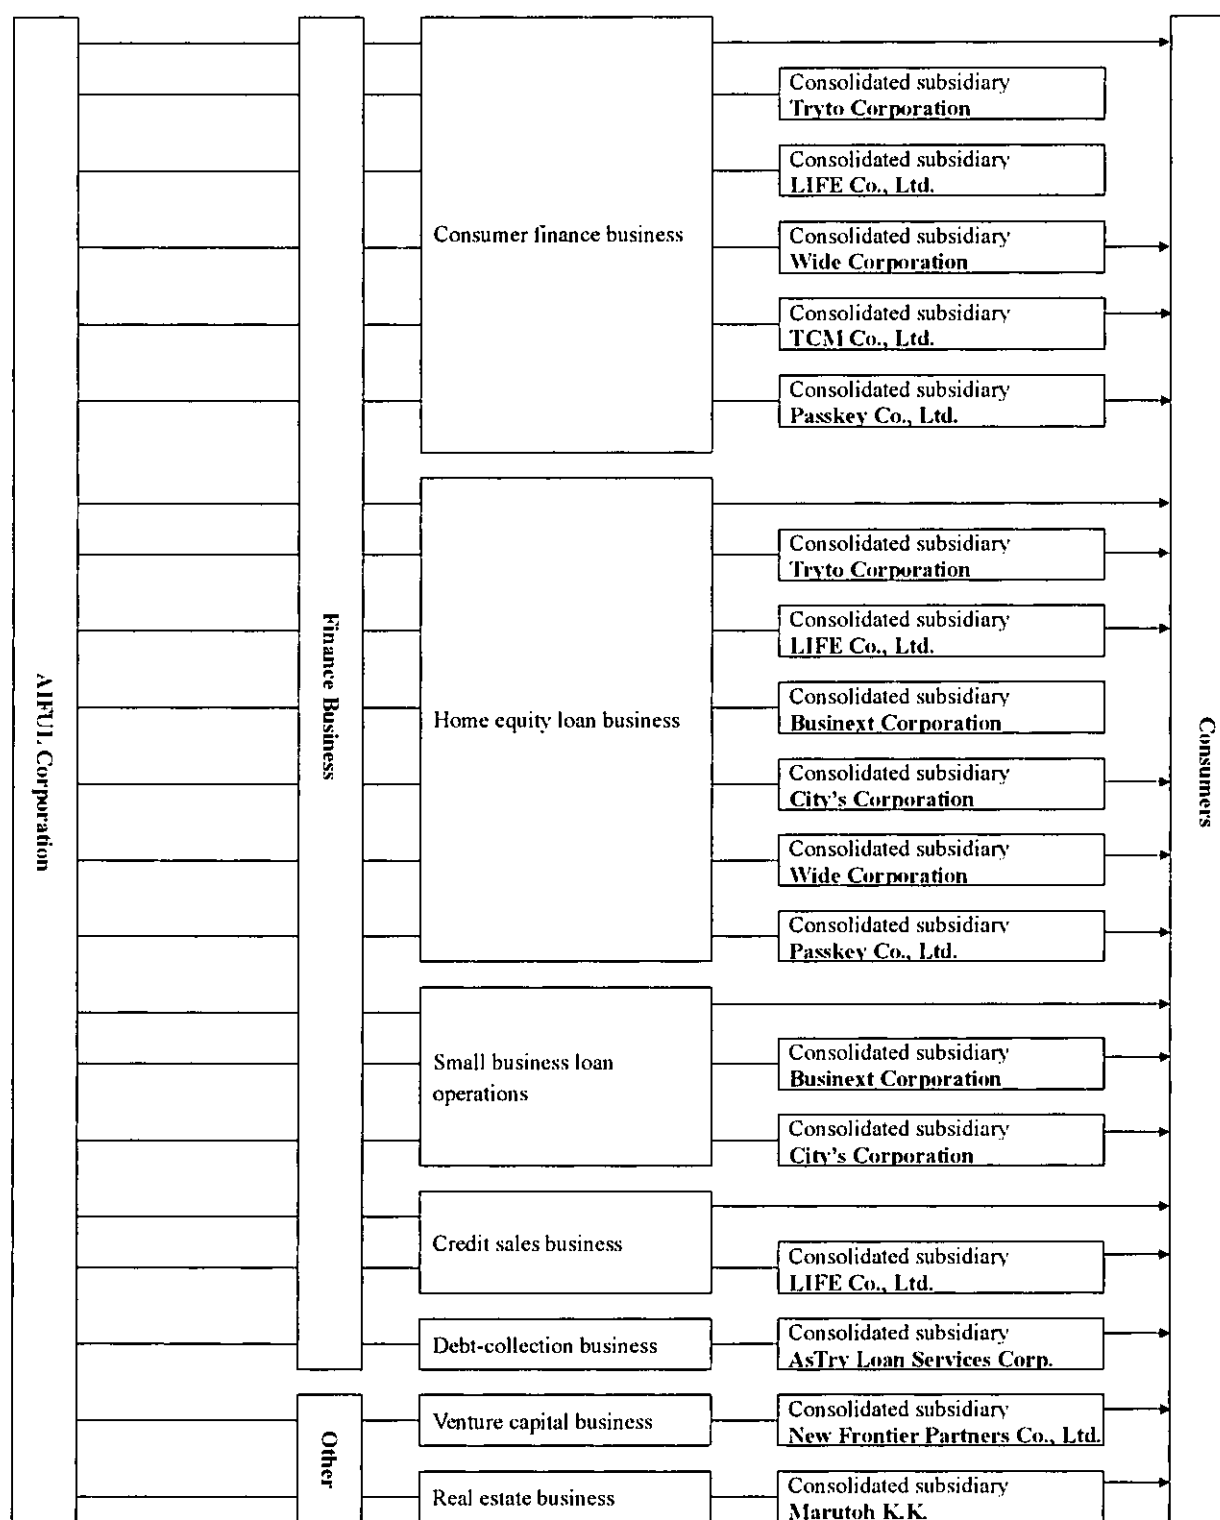 AIFUL Corporation
Finance Business
Consumer finance business
Consolidated subsidiary
Tryto Corporation
Consolidated subsidiary
LIFE Co., Ltd.
Consolidated subsidiary
Wide Corporation
Consolidated subsidiary
TCM Co., Ltd.
Consolidated subsidiary
Passkey Co., Ltd.
Home equity loan business
Consolidated subsidiary
Tryto Corporation
Consolidated subsidiary
LIFE Co., Ltd.
Consolidated subsidiary
Businext Corporation
Consolidated subsidiary
City's Corporation
Consolidated subsidiary
Wide Corporation
Consolidated subsidiary
Passkey Co., Ltd.
Small business loan
operations
Consolidated subsidiary
Businext Corporation
Consolidated subsidiary
City's Corporation
Credit sales business
Consolidated subsidiary
LIFE Co., Ltd.
Debt-collection business
Consolidated subsidiary
AsTry Loan Services Corp.
Other
Venture capital business
Consolidated subsidiary
New Frontier Partners Co., Ltd.
Real estate business
Consolidated subsidiary
Marutoh K.K.
Consumers